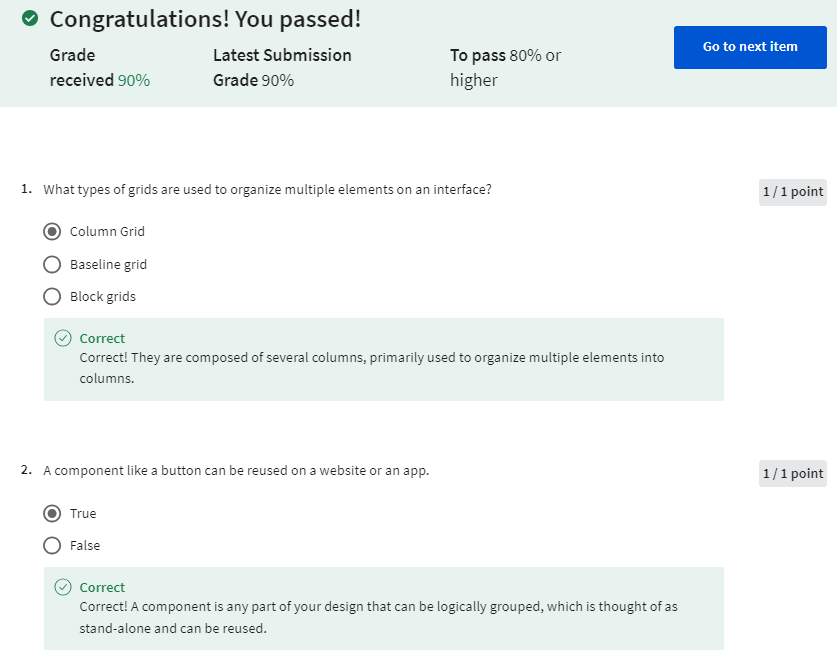 Congratulations! You passed!
Grade
received 90%
Latest Submission
Grade 90%
To pass 80% or
higher
Go to next item
1. What types of grids are used to organize multiple elements on an interface?
1 / 1 point
Column Grid
Baseline grid
Block grids
Correct
Correct! They are composed of several columns, primarily used to organize multiple elements into
columns.
2. A component like a button can be reused on a website or an app.
1 / 1 point
True
False
Correct
Correct! A component is any part of your design that can be logically grouped, which is thought of as
stand-alone and can be reused.